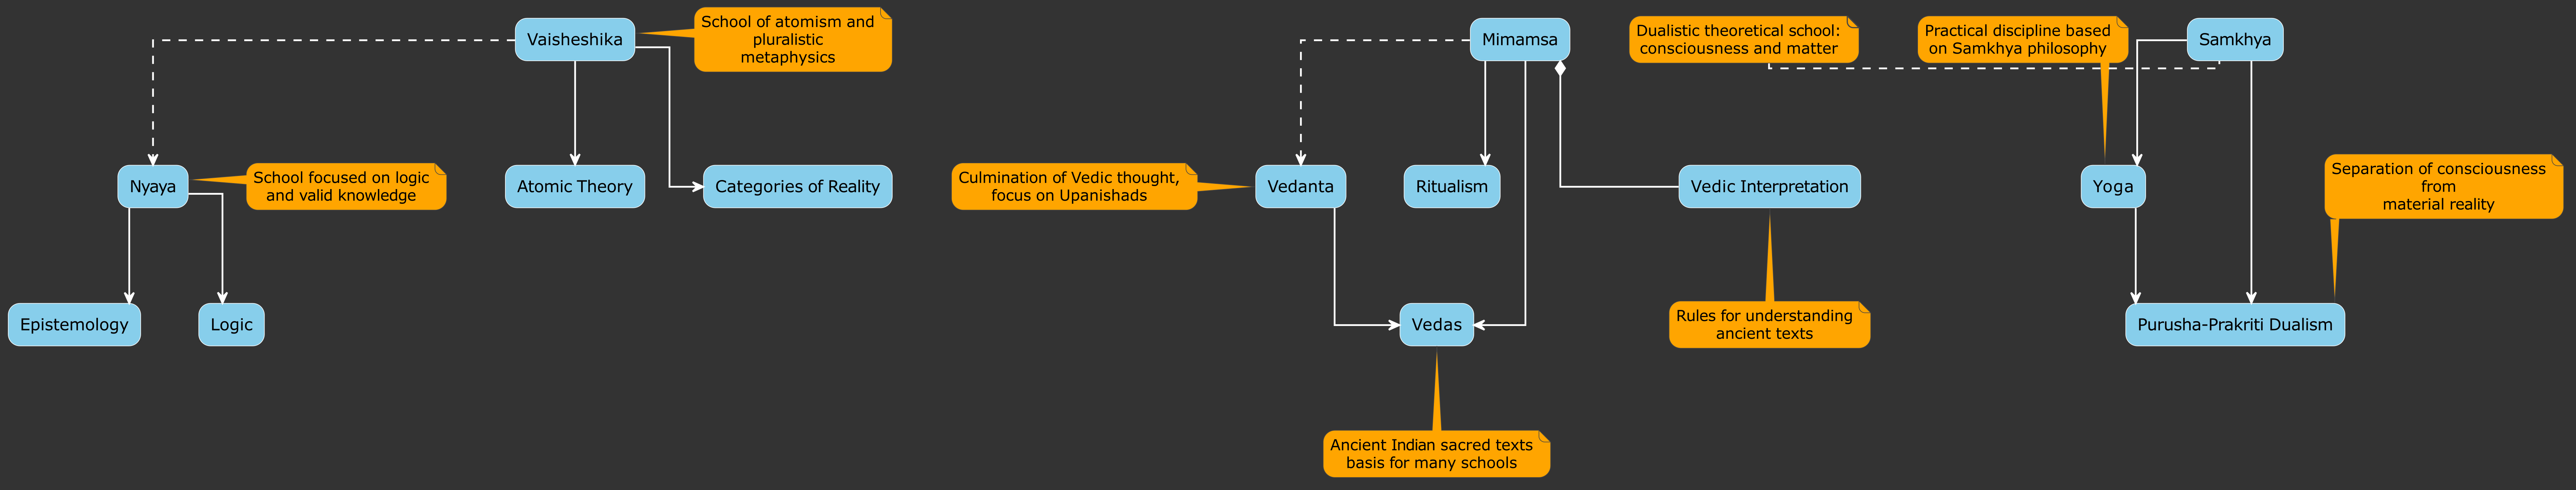 Vaisheshika
School of atomism and
pluralistic
metaphysics
Mimamsa
Dualistic theoretical school:
consciousness and matter
Practical discipline based
on Samkhya philosophy
Samkhya
Nyaya
School focused on logic
and valid knowledge
Atomic Theory
Categories of Reality
Culmination of Vedic thought,
focus on Upanishads
Vedanta
Ritualism
Vedic Interpretation
Yoga
Separation of consciousness
from
material reality
Epistemology
Logic
Vedas
Rules for understanding
ancient texts
Purusha-Prakriti Dualism
Ancient Indian sacred texts
basis for many schools